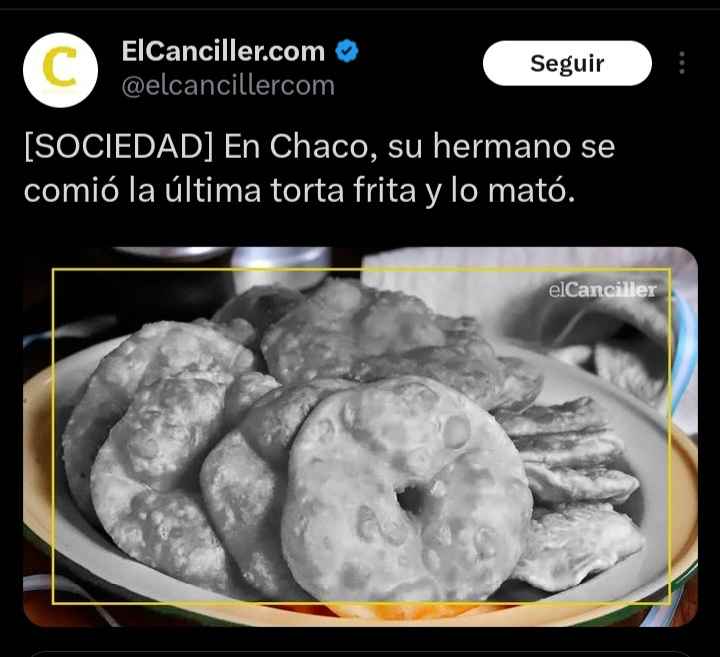 C
ElCanciller.com
Seguir
@elcancillercom
[SOCIEDAD] En Chaco, su hermano se
comió la última torta frita y lo mató.
elCanciller